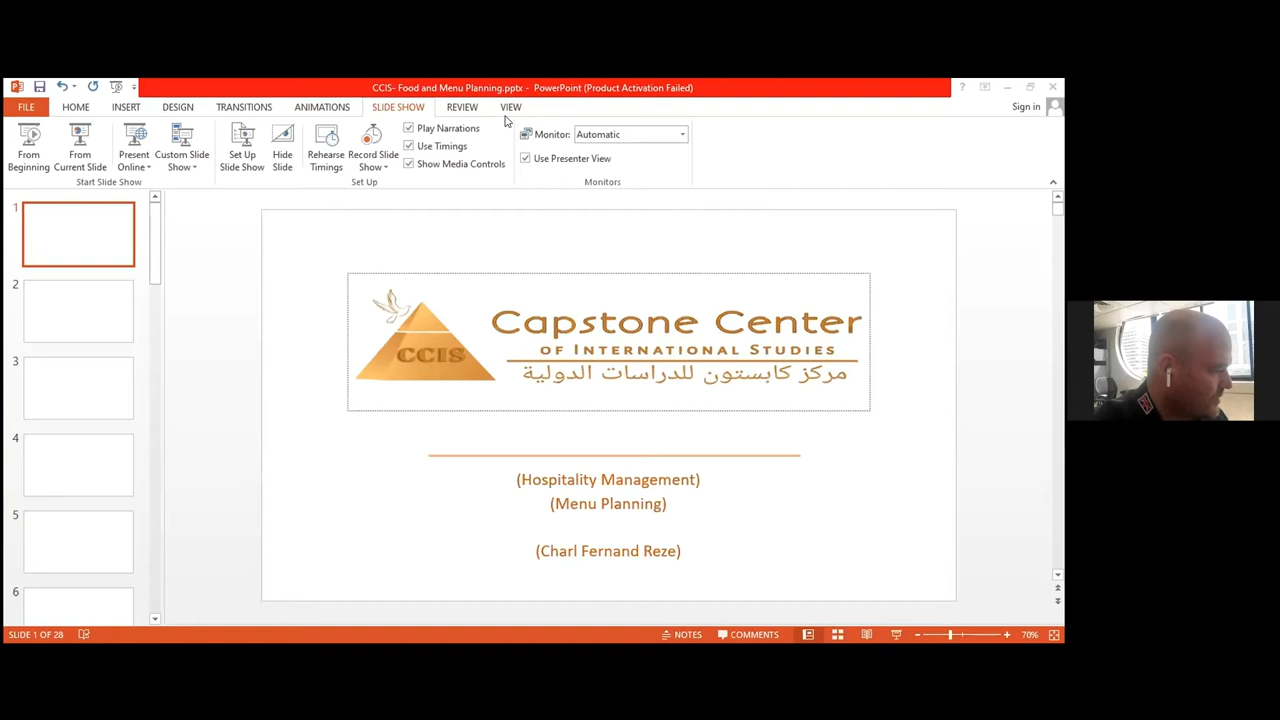 CCIS- Food and Menu Planning.pptx - PowerPoint (Product Activation Failed)
FILE HOME INSERT DESIGN TRANSITIONS ANIMATIONS SLIDE SHOW REVIEW VIEW Sign in
From Beginning
From Current Slide
Present Online
Custom Slide Show
Start Slide Show
Set Up Slide Show
Hide Slide
Rehearse Timings
Record Slide Show
Play Narrations
Use Timings
Show Media Controls
Set Up
Monitor: Automatic
Use Presenter View
Monitors
1
2
3
4
5
6
CCIS
Capstone Center
OF INTERNATIONAL STUDIES
مركز كابستون للدراسات الدولية
(Hospitality Management)
(Menu Planning)
(Charl Fernand Reze)
SLIDE 1 OF 28 NOTES COMMENTS 70%